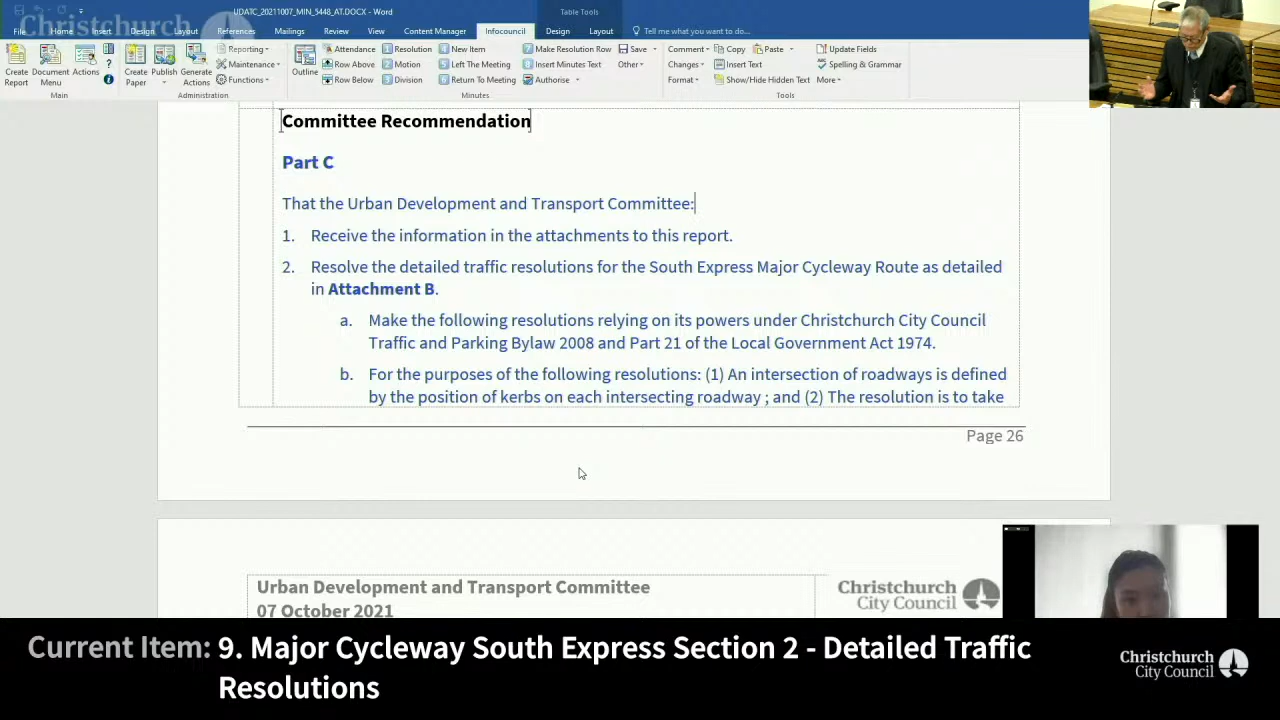 UDATC_20211007_MIN_5448_AT.DOCX - Word
Table Tools
Christchurch
File Home Insert Design Layout References Mailings Review View Content Manager Infocouncil Design Layout Tell me what you want to do...
Create Report
Document Menu
Actions
Main
Create Paper
Publish
Generate Actions
Reporting
Maintenance
Functions
Administration
Outline
Attendance
Row Above
Row Below
Resolution
Motion
Division
New Item
Left The Meeting
Return To Meeting
Make Resolution Row
Insert Minutes Text
Authorise
Save
Other
Minutes
Comment
Changes
Format
Copy
Paste
Insert Text
Show/Hide Hidden Text
Update Fields
Spelling & Grammar
More
Tools
Committee Recommendation
Part C
That the Urban Development and Transport Committee:
1. Receive the information in the attachments to this report.
2. Resolve the detailed traffic resolutions for the South Express Major Cycleway Route as detailed
in Attachment B.
a. Make the following resolutions relying on its powers under Christchurch City Council
Traffic and Parking Bylaw 2008 and Part 21 of the Local Government Act 1974.
b. For the purposes of the following resolutions: (1) An intersection of roadways is defined
by the position of kerbs on each intersecting roadway ; and (2) The resolution is to take
Page 26
Urban Development and Transport Committee
07 October 2021
Christchurch
City Council
Current Item: 9. Major Cycleway South Express Section 2 - Detailed Traffic
Resolutions
Christchurch
City Council